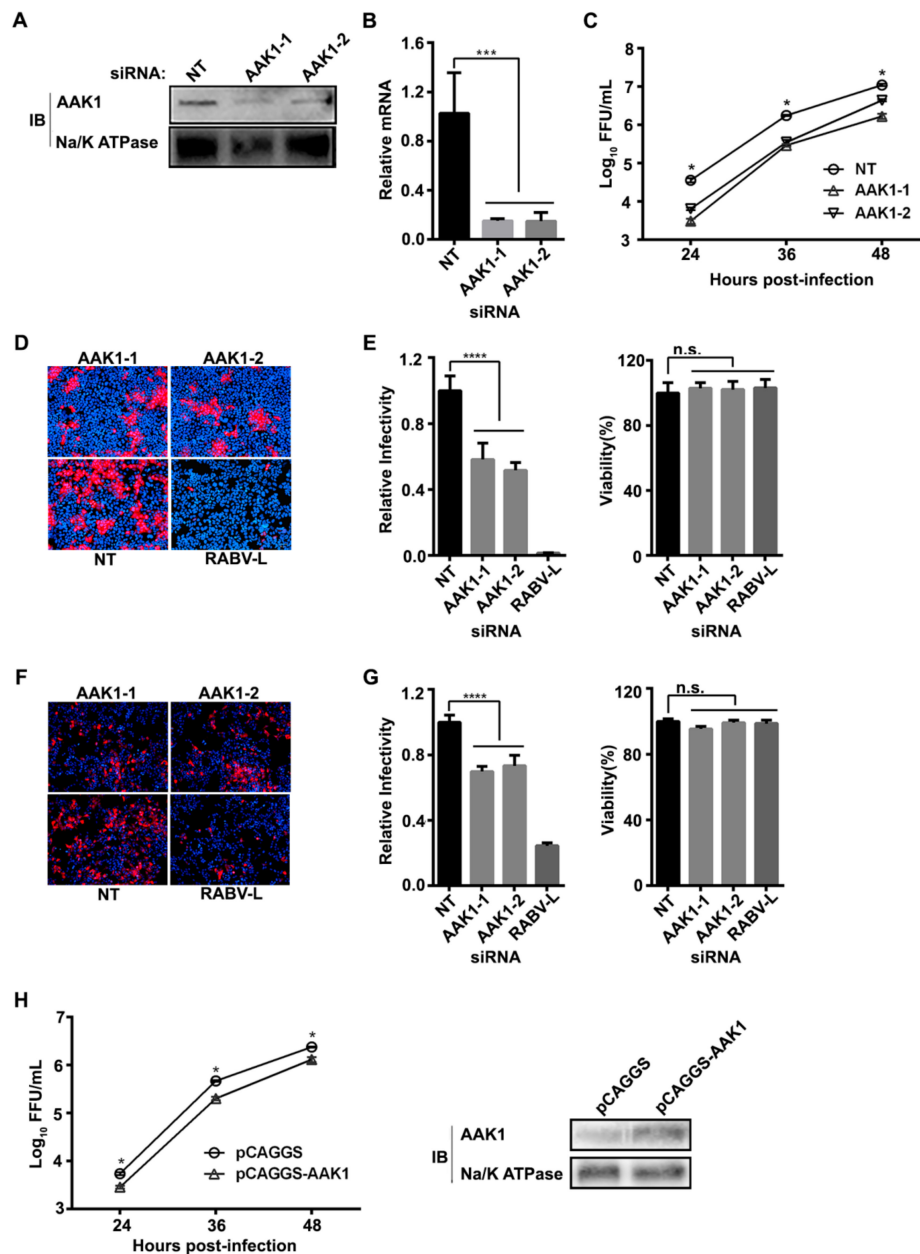 A
siRNA:
NT
AAK1-1
AAK1-2
IB
AAK1
Na/K ATPase
B
Relative mRNA
1.6
1.2
0.8
0.4
0.0
***
NT
AAK1-1
AAK1-2
siRNA
C
Log10 FFU/mL
8
7
6
5
4
3
*
*
*
NT
AAK1-1
AAK1-2
24
36
48
Hours post-infection
D
AAK1-1
AAK1-2
NT
RABV-L
E
Relative Infectivity
1.2
0.8
0.4
0.0
****
NT
AAK1-1
AAK1-2
RABV-L
siRNA
Viability(%)
120
80
40
0
n.s.
NT
AAK1-1
AAK1-2
RABV-L
siRNA
F
AAK1-1
AAK1-2
NT
RABV-L
G
Relative Infectivity
1.2
0.8
0.4
0.0
****
NT
AAK1-1
AAK1-2
RABV-L
siRNA
Viability(%)
120
80
40
0
n.s.
NT
AAK1-1
AAK1-2
RABV-L
siRNA
H
Log10 FFU/mL
7
6
5
4
3
*
*
*
pCAGGS
pCAGGS-AAK1
24
36
48
Hours post-infection
pCAGGS
pCAGGS-AAK1
IB
AAK1
Na/K ATPase